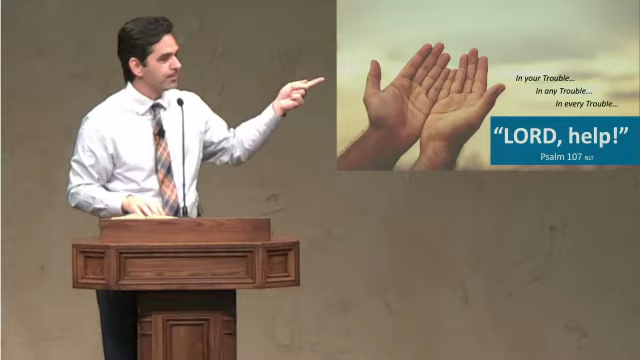 In your Trouble...
In any Trouble...
In every Trouble...
“LORD, help!”
Psalm 107 NLT